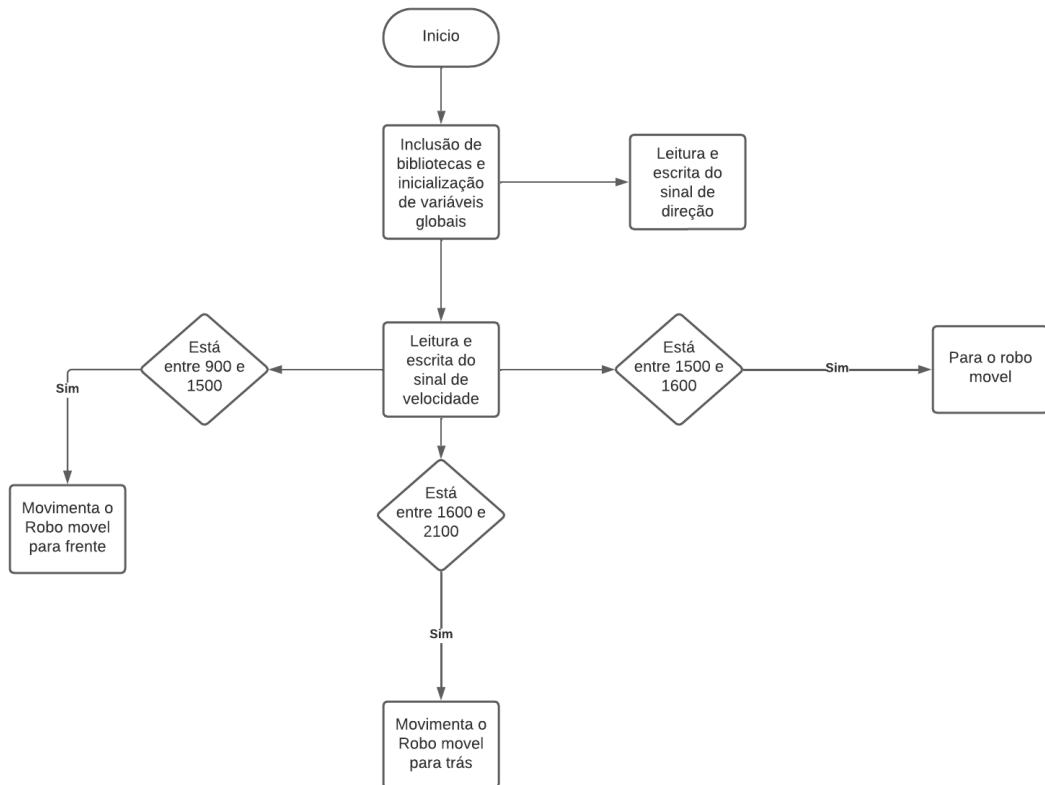 Inicio
Inclusão de
bibliotecas e
inicialização
de variáveis
globais
Leitura e
escrita do
sinal de
direção
Está
entre 900 e
1500
Leitura e
escrita do
sinal de
velocidade
Está
entre 1500 e
1600
Sim
Para o robo
movel
Sim
Movimenta o
Robo movel
para frente
Está
entre 1600 e
2100
Sim
Movimenta o
Robo movel
para trás